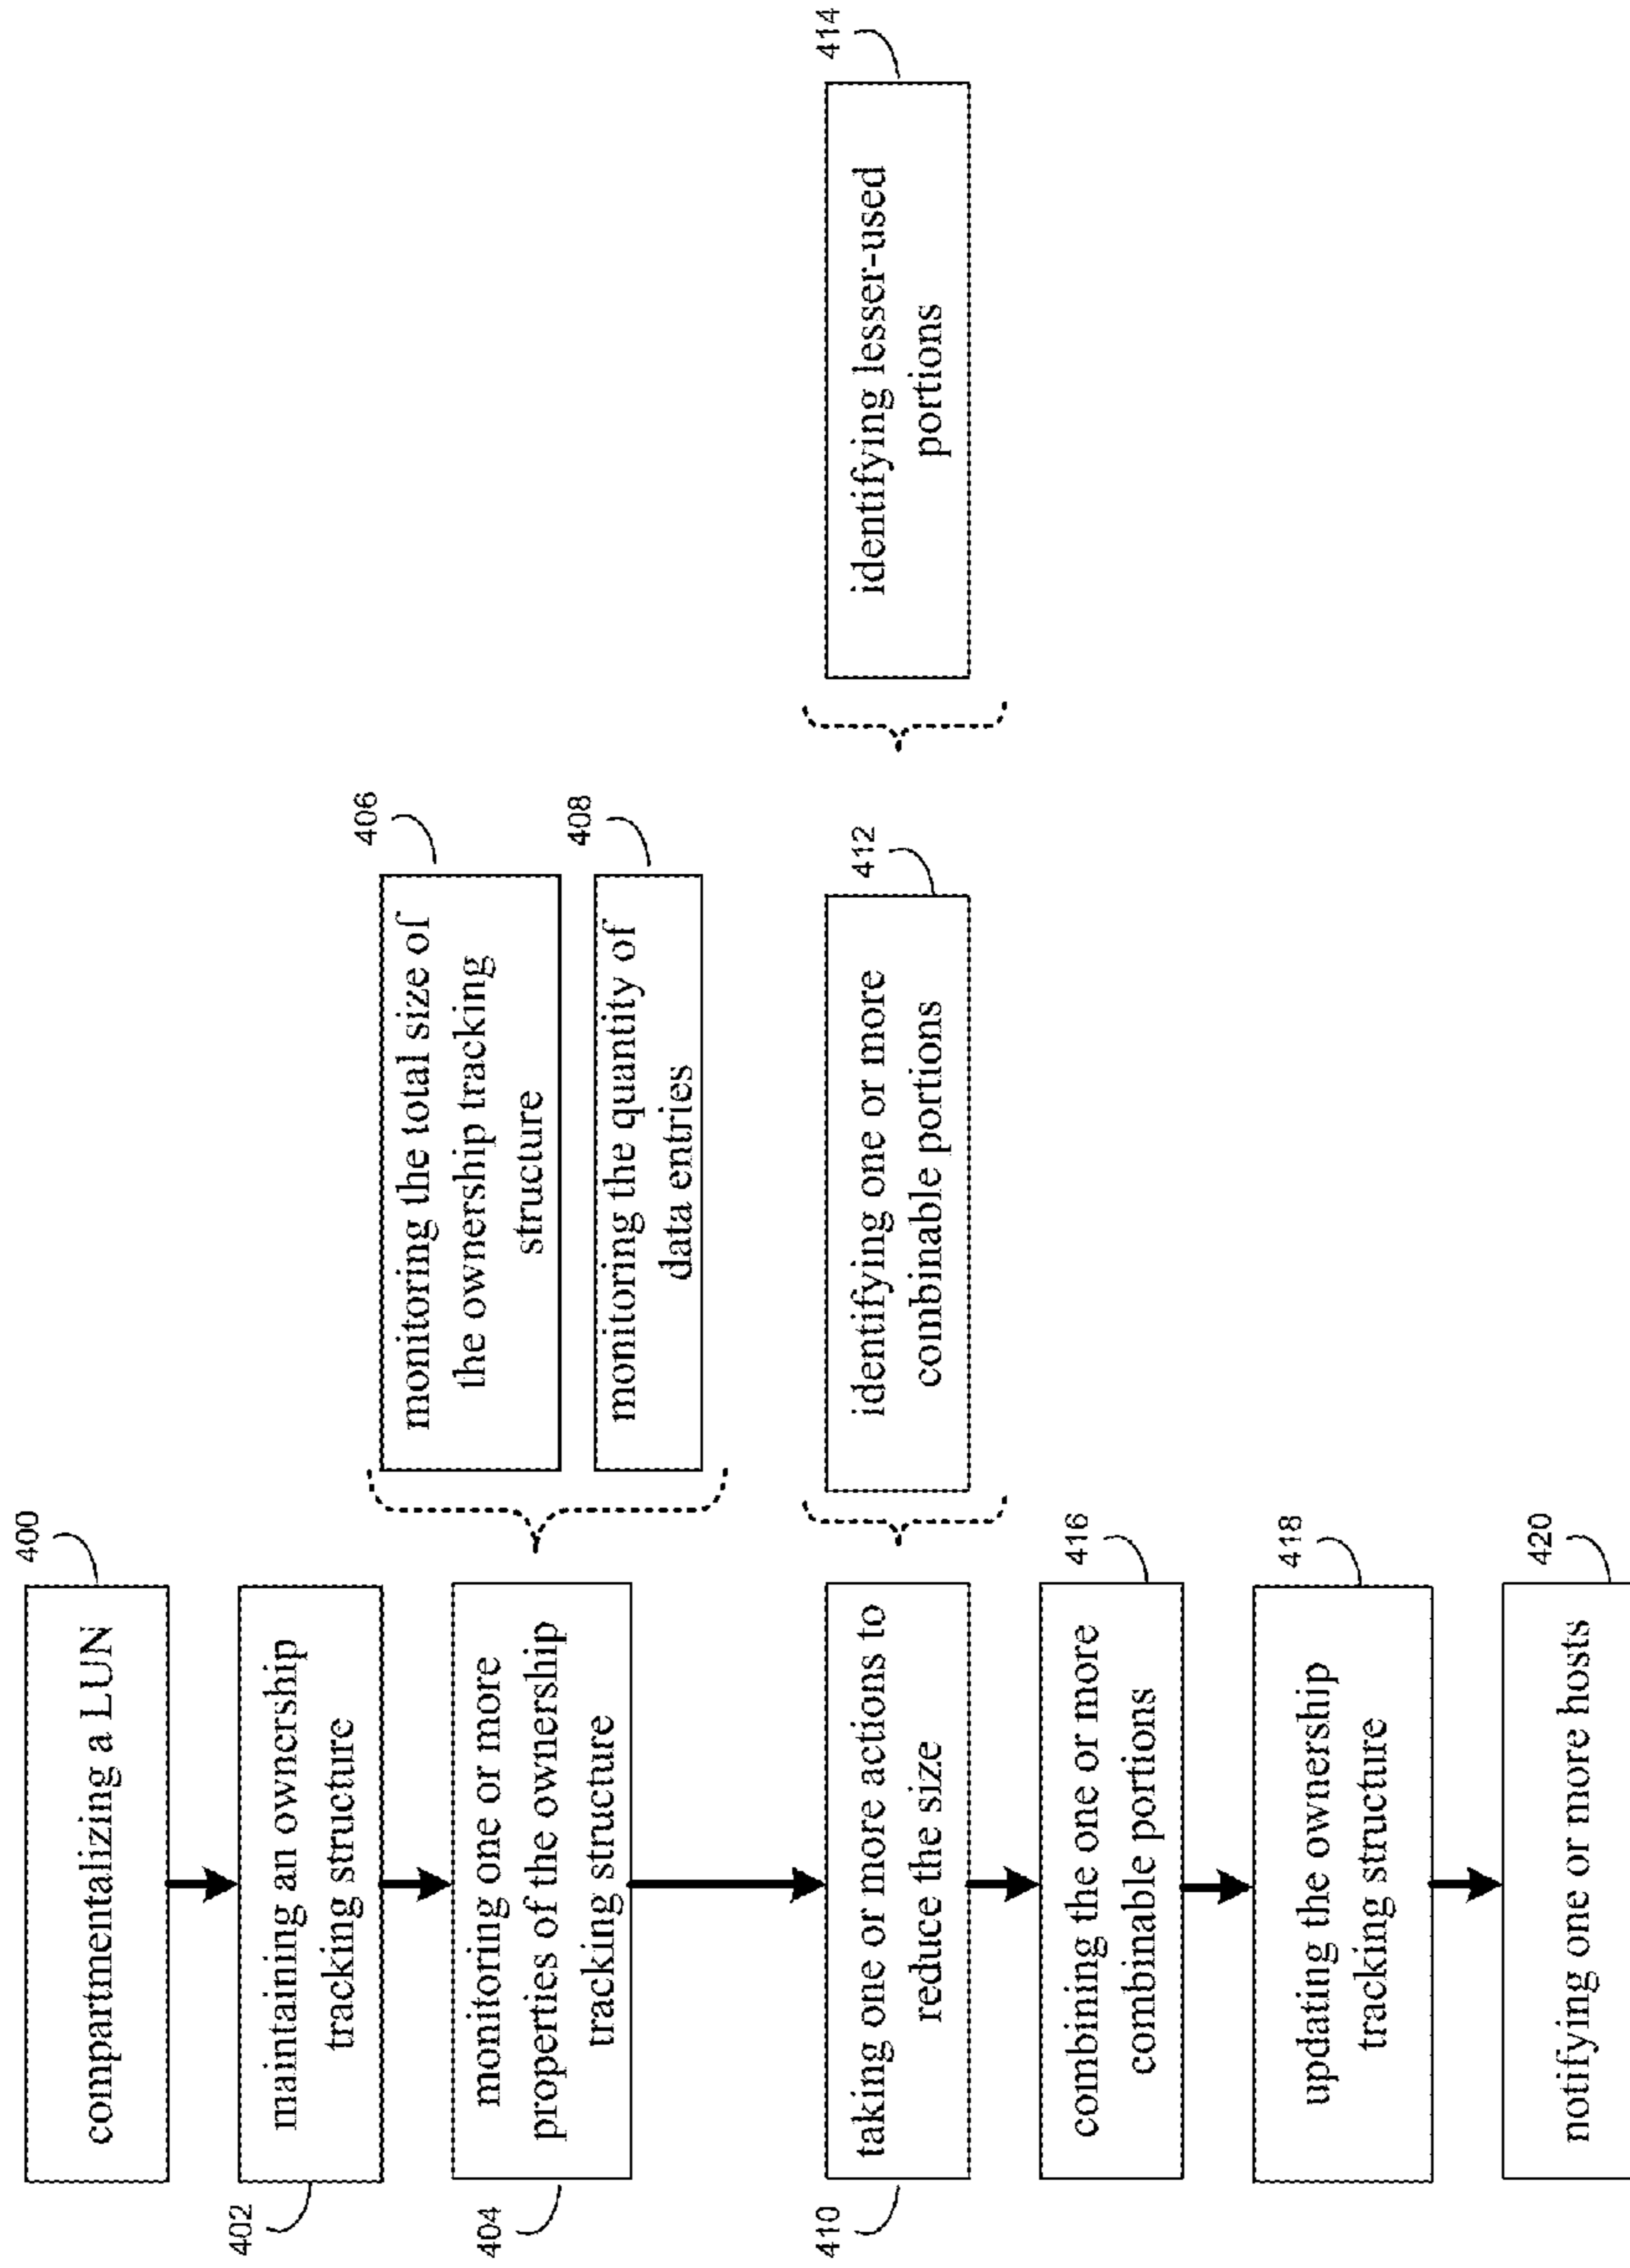 400
compartmentalizing a LUN
402
maintaining an ownership
tracking structure
404
monitoring one or more
properties of the ownership
tracking structure
406
monitoring the total size of
the ownership tracking
structure
408
monitoring the quantity of
data entries
410
taking one or more actions to
reduce the size
412
identifying one or more
combinable portions
414
identifying lesser-used
portions
416
combining the one or more
combinable portions
418
updating the ownership
tracking structure
420
notifying one or more hosts